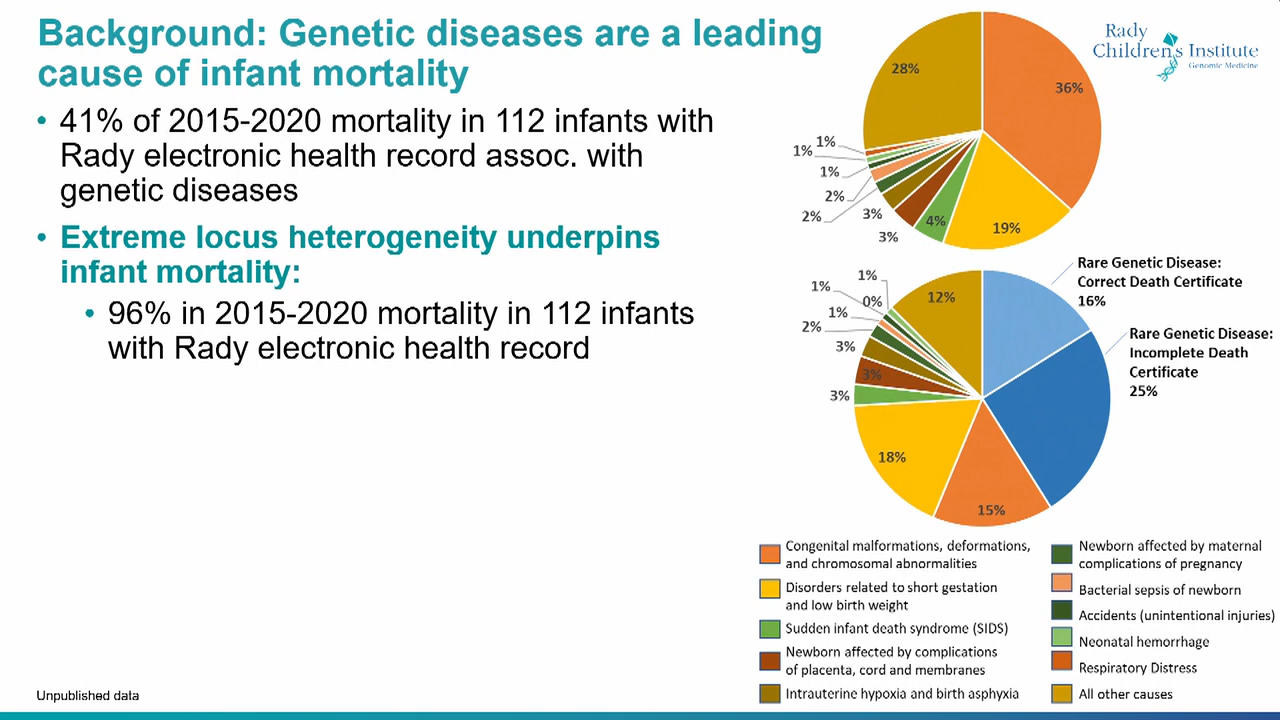 Background: Genetic diseases are a leading
cause of infant mortality
• 41% of 2015-2020 mortality in 112 infants with
Rady electronic health record assoc. with
genetic diseases
• Extreme locus heterogeneity underpins
infant mortality:
• 96% in 2015-2020 mortality in 112 infants
with Rady electronic health record
Unpublished data
Rady
Children's Institute
Genomic Medicine
36%
19%
4%
3%
3%
2%
2%
1%
1%
1%
28%
Rare Genetic Disease:
Correct Death Certificate
16%
Rare Genetic Disease:
Incomplete Death
Certificate
25%
15%
18%
3%
3%
3%
2%
1%
1%
0%
1%
12%
Congenital malformations, deformations,
and chromosomal abnormalities
Disorders related to short gestation
and low birth weight
Sudden infant death syndrome (SIDS)
Newborn affected by complications
of placenta, cord and membranes
Intrauterine hypoxia and birth asphyxia
Newborn affected by maternal
complications of pregnancy
Bacterial sepsis of newborn
Accidents (unintentional injuries)
Neonatal hemorrhage
Respiratory Distress
All other causes